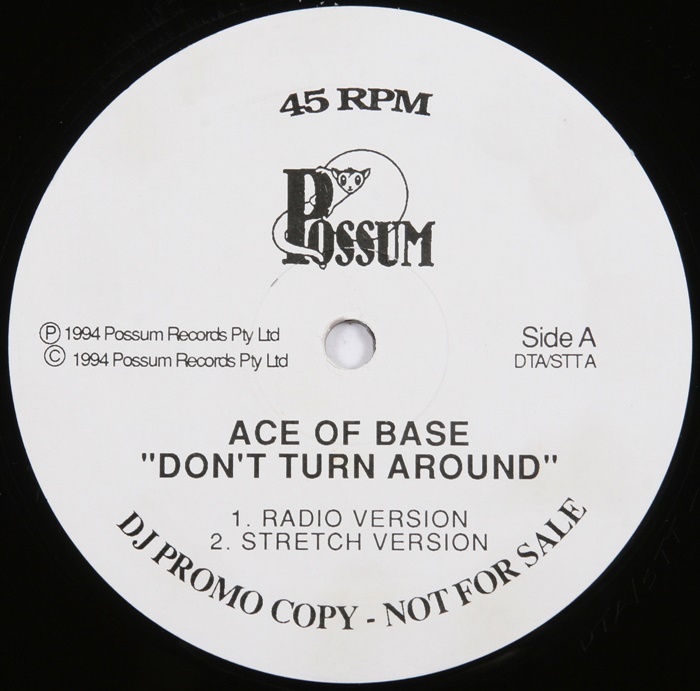 45 RPM
POSSUM
Ⓟ 1994 Possum Records Pty Ltd
© 1994 Possum Records Pty Ltd
Side A
DTA/STT A
ACE OF BASE
"DON'T TURN AROUND"
1. RADIO VERSION
2. STRETCH VERSION
DJ PROMO COPY - NOT FOR SALE